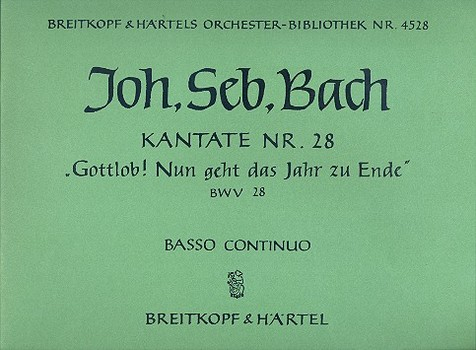 BREITKOPF & HÄRTELS ORCHESTER-BIBLIOTHEK NR. 4528
Joh. Seb. Bach
KANTATE NR. 28
„Gottlob! Nun geht das Jahr zu Ende“
BWV 28
BASSO CONTINUO
BREITKOPF & HÄRTEL